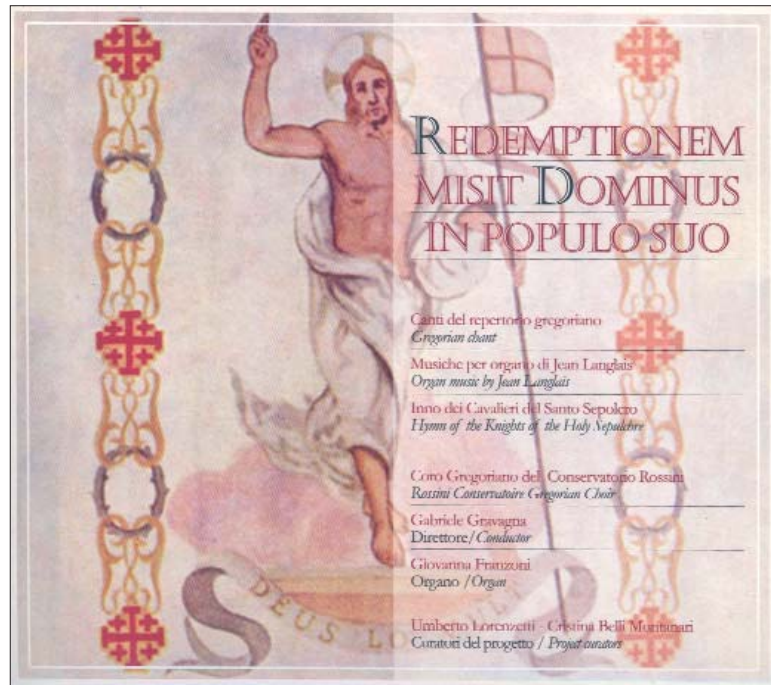 REDEMPTIONEM
MISIT DOMINUS
IN POPULO SUO
Canti del repertorio gregoriano
Gregorian chant
Musiche per organo di Jean Langlais
Organ music by Jean Langlais
Inno dei Cavalieri del Santo Sepolcro
Hymn of the Knights of the Holy Sepulchre
Coro Gregoriano del Conservatorio Rossini
Rossini Conservatoire Gregorian Choir
Gabriele Gravagna
Direttore/Conductor
Giovanna Franzoni
Organo /Organ
Umberto Lorenzetti - Cristina Belli Montanari
Curatori del progetto / Project curators
DEUS LO